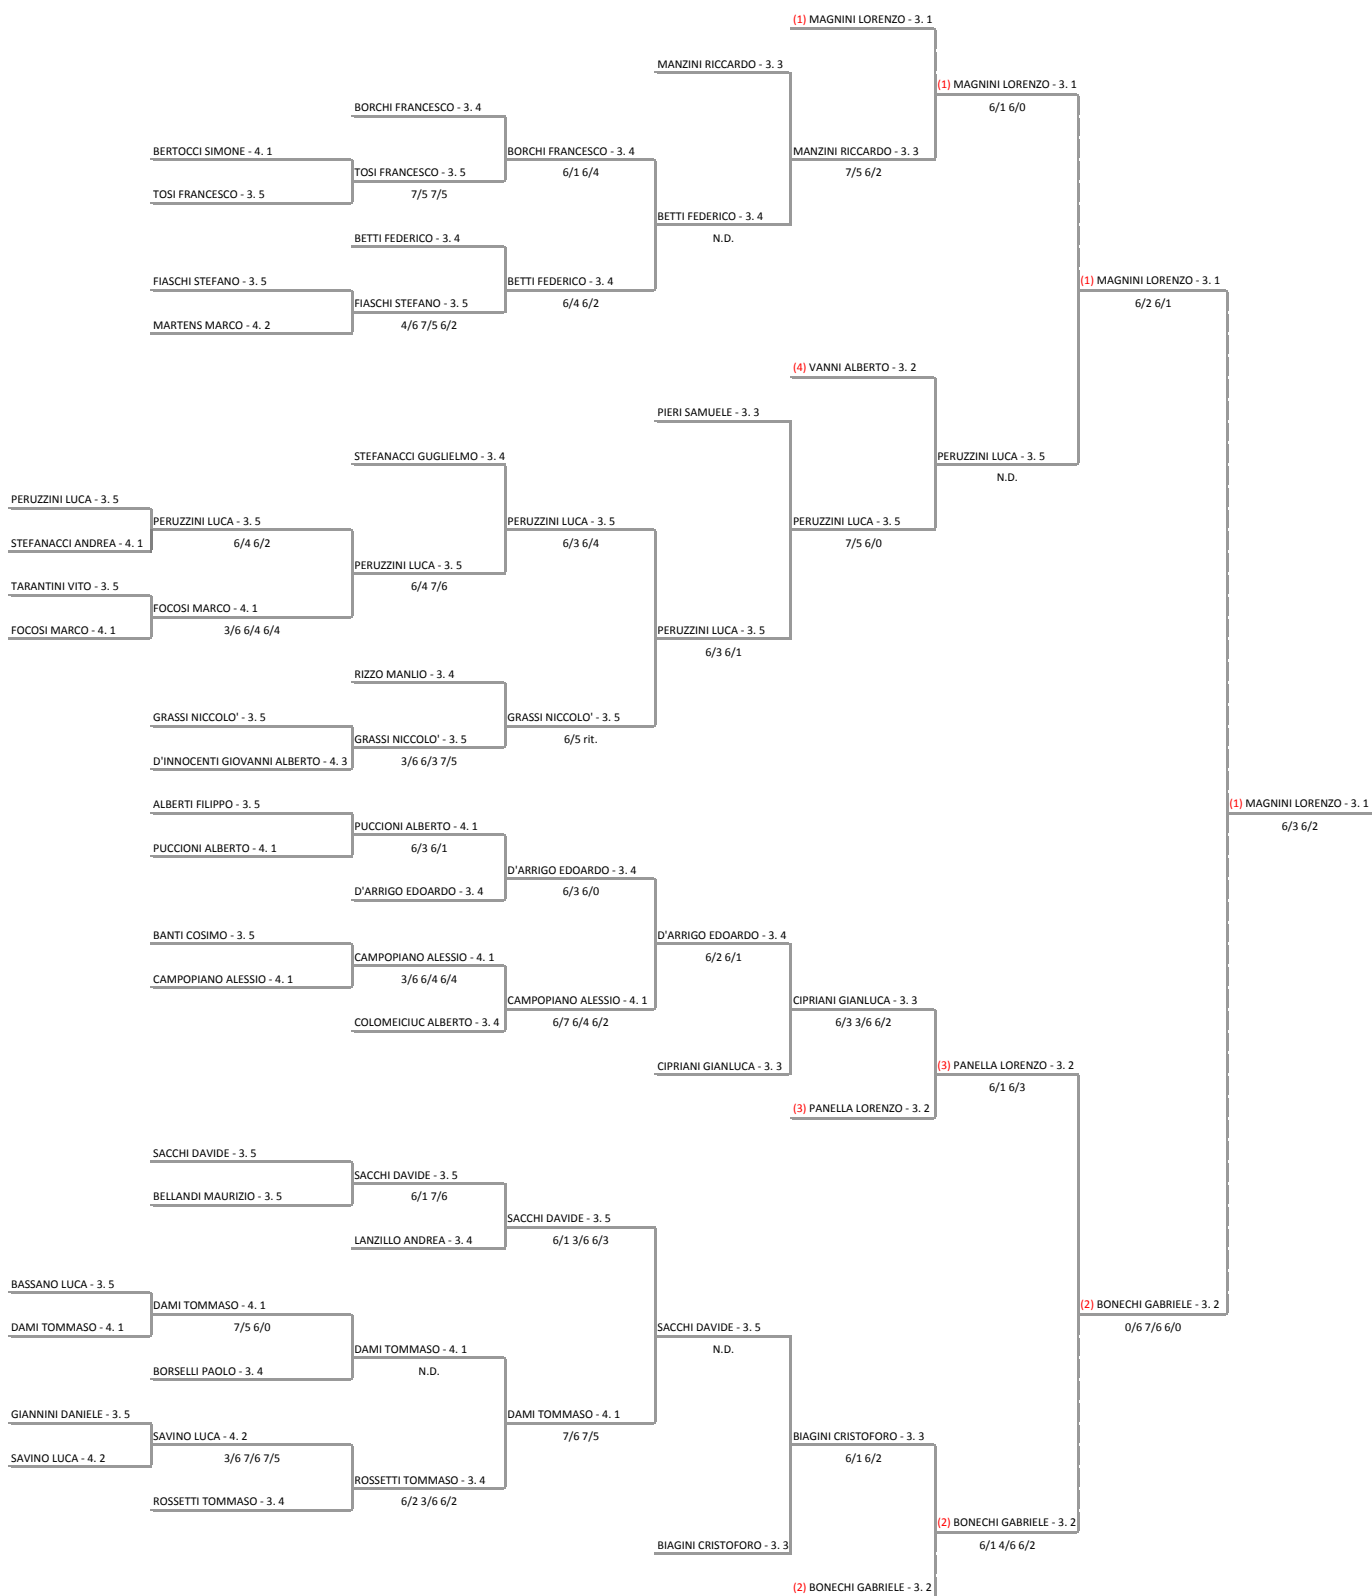 (1) MAGNINI LORENZO - 3. 1
MANZINI RICCARDO - 3. 3
(1) MAGNINI LORENZO - 3. 1
BORCHI FRANCESCO - 3. 4
6/1 6/0
BERTOCCI SIMONE - 4. 1
BORCHI FRANCESCO - 3. 4
MANZINI RICCARDO - 3. 3
TOSI FRANCESCO - 3. 5
6/1 6/4
7/5 6/2
TOSI FRANCESCO - 3. 5
7/5 7/5
BETTI FEDERICO - 3. 4
BETTI FEDERICO - 3. 4
N.D.
FIASCHI STEFANO - 3. 5
BETTI FEDERICO - 3. 4
(1) MAGNINI LORENZO - 3. 1
FIASCHI STEFANO - 3. 5
6/4 6/2
6/2 6/1
MARTENS MARCO - 4. 2
4/6 7/5 6/2
(4) VANNI ALBERTO - 3. 2
PIERI SAMUELE - 3. 3
STEFANACCI GUGLIELMO - 3. 4
PERUZZINI LUCA - 3. 5
N.D.
PERUZZINI LUCA - 3. 5
PERUZZINI LUCA - 3. 5
PERUZZINI LUCA - 3. 5
PERUZZINI LUCA - 3. 5
STEFANACCI ANDREA - 4. 1
6/4 6/2
6/3 6/4
7/5 6/0
PERUZZINI LUCA - 3. 5
TARANTINI VITO - 3. 5
6/4 7/6
FOCOSI MARCO - 4. 1
FOCOSI MARCO - 4. 1
3/6 6/4 6/4
PERUZZINI LUCA - 3. 5
6/3 6/1
RIZZO MANLIO - 3. 4
GRASSI NICCOLO' - 3. 5
GRASSI NICCOLO' - 3. 5
GRASSI NICCOLO' - 3. 5
6/5 rit.
D'INNOCENTI GIOVANNI ALBERTO - 4. 3
3/6 6/3 7/5
ALBERTI FILIPPO - 3. 5
(1) MAGNINI LORENZO - 3. 1
PUCCIONI ALBERTO - 4. 1
6/3 6/2
PUCCIONI ALBERTO - 4. 1
6/3 6/1
D'ARRIGO EDOARDO - 3. 4
D'ARRIGO EDOARDO - 3. 4
6/3 6/0
BANTI COSIMO - 3. 5
D'ARRIGO EDOARDO - 3. 4
CAMPOPIANO ALESSIO - 4. 1
6/2 6/1
CAMPOPIANO ALESSIO - 4. 1
3/6 6/4 6/4
CAMPOPIANO ALESSIO - 4. 1
CIPRIANI GIANLUCA - 3. 3
COLOMEICIUC ALBERTO - 3. 4
6/7 6/4 6/2
6/3 3/6 6/2
CIPRIANI GIANLUCA - 3. 3
(3) PANELLA LORENZO - 3. 2
6/1 6/3
(3) PANELLA LORENZO - 3. 2
SACCHI DAVIDE - 3. 5
SACCHI DAVIDE - 3. 5
BELLANDI MAURIZIO - 3. 5
6/1 7/6
SACCHI DAVIDE - 3. 5
LANZILLO ANDREA - 3. 4
6/1 3/6 6/3
BASSANO LUCA - 3. 5
DAMI TOMMASO - 4. 1
(2) BONECHI GABRIELE - 3. 2
DAMI TOMMASO - 4. 1
7/5 6/0
SACCHI DAVIDE - 3. 5
0/6 7/6 6/0
DAMI TOMMASO - 4. 1
N.D.
BORSELLI PAOLO - 3. 4
N.D.
GIANNINI DANIELE - 3. 5
DAMI TOMMASO - 4. 1
SAVINO LUCA - 4. 2
7/6 7/5
BIAGINI CRISTOFORO - 3. 3
SAVINO LUCA - 4. 2
3/6 7/6 7/5
6/1 6/2
ROSSETTI TOMMASO - 3. 4
ROSSETTI TOMMASO - 3. 4
6/2 3/6 6/2
(2) BONECHI GABRIELE - 3. 2
BIAGINI CRISTOFORO - 3. 3
6/1 4/6 6/2
(2) BONECHI GABRIELE - 3. 2